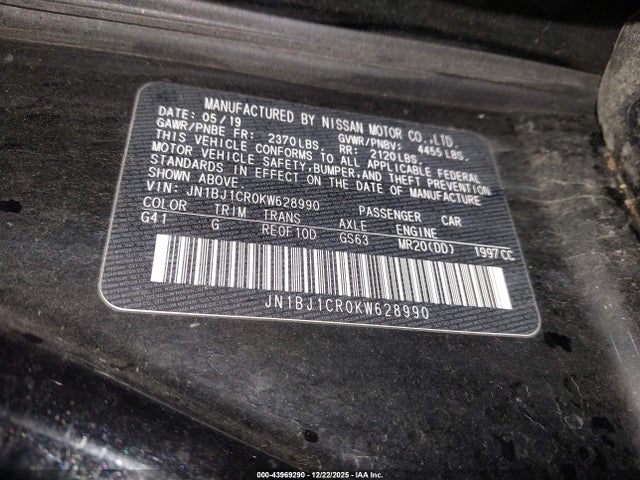 MANUFACTURED BY NISSAN MOTOR CO.,LTD.
DATE: 05/19 GVWR/PNBV: 4455 LBS.
GAWR/PNBE FR: 2370LBS, RR: 2120LBS.
THIS VEHICLE CONFORMS TO ALL APPLICABLE FEDERAL
MOTOR VEHICLE SAFETY,BUMPER,AND THEFT PREVENTION
STANDARDS IN EFFECT ON THE DATE OF MANUFACTURE
SHOWN ABOVE
VIN: JN1BJ1CR0KW628990 PASSENGER CAR
COLOR TRIM TRANS AXLE ENGINE
G41 G RE0F10D GS63 MR20(DD) 1997CC
JN1BJ1CR0KW628990
000-43969290 - 12/22/2025 - IAA Inc.